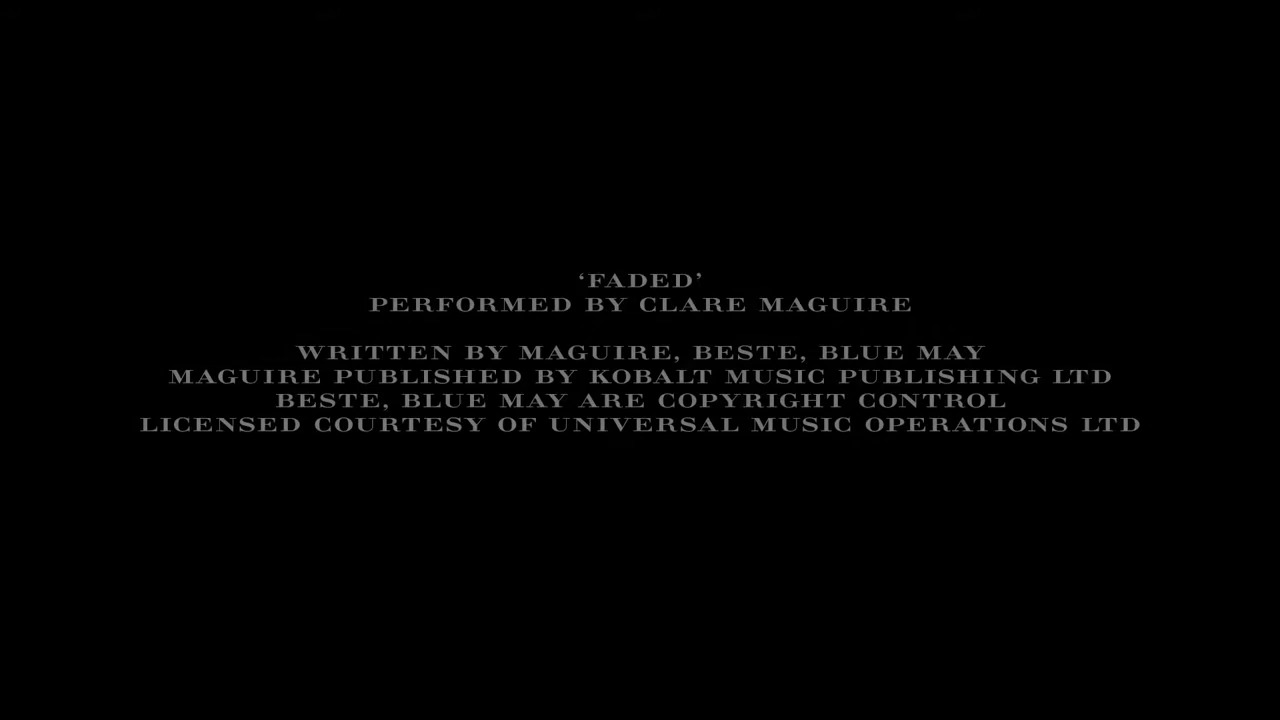 ‘FADED’
PERFORMED BY CLARE MAGUIRE
WRITTEN BY MAGUIRE, BESTE, BLUE MAY
MAGUIRE PUBLISHED BY KOBALT MUSIC PUBLISHING LTD
BESTE, BLUE MAY ARE COPYRIGHT CONTROL
LICENSED COURTESY OF UNIVERSAL MUSIC OPERATIONS LTD